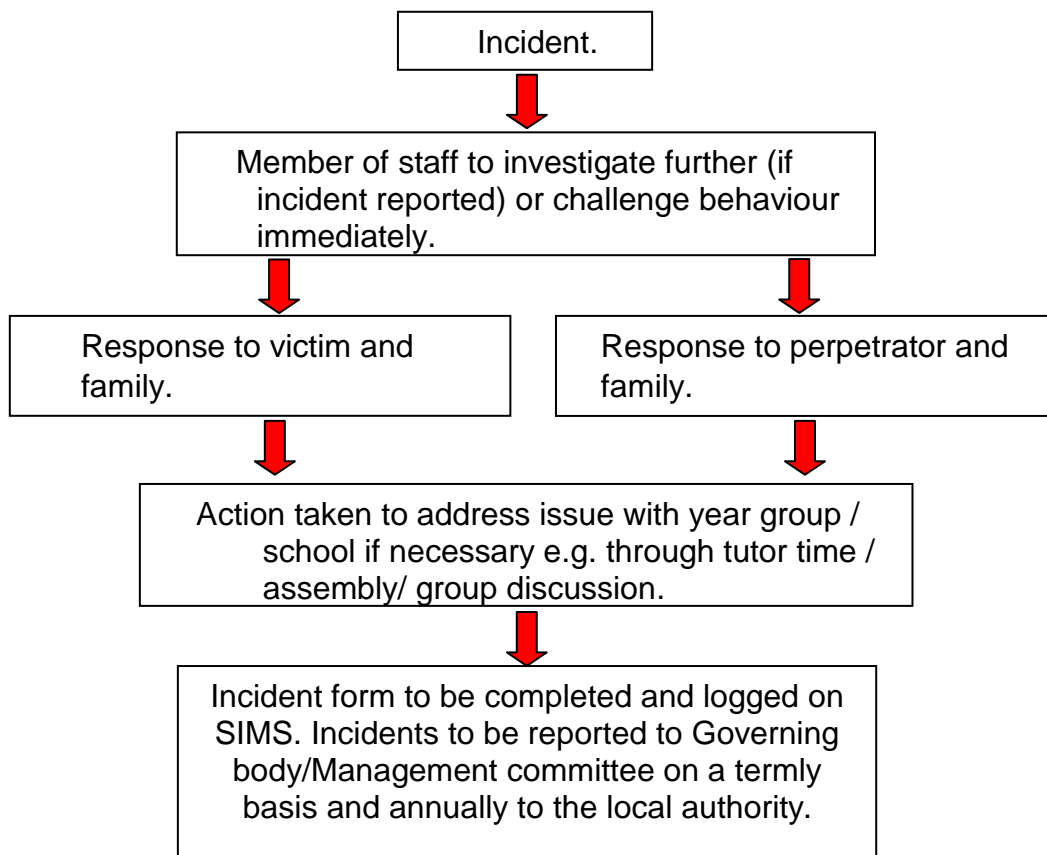 Incident.
Member of staff to investigate further (if
incident reported) or challenge behaviour
immediately.
Response to victim and
family.
Response to perpetrator and
family.
Action taken to address issue with year group /
school if necessary e.g. through tutor time /
assembly/ group discussion.
Incident form to be completed and logged on
SIMS. Incidents to be reported to Governing
body/Management committee on a termly
basis and annually to the local authority.